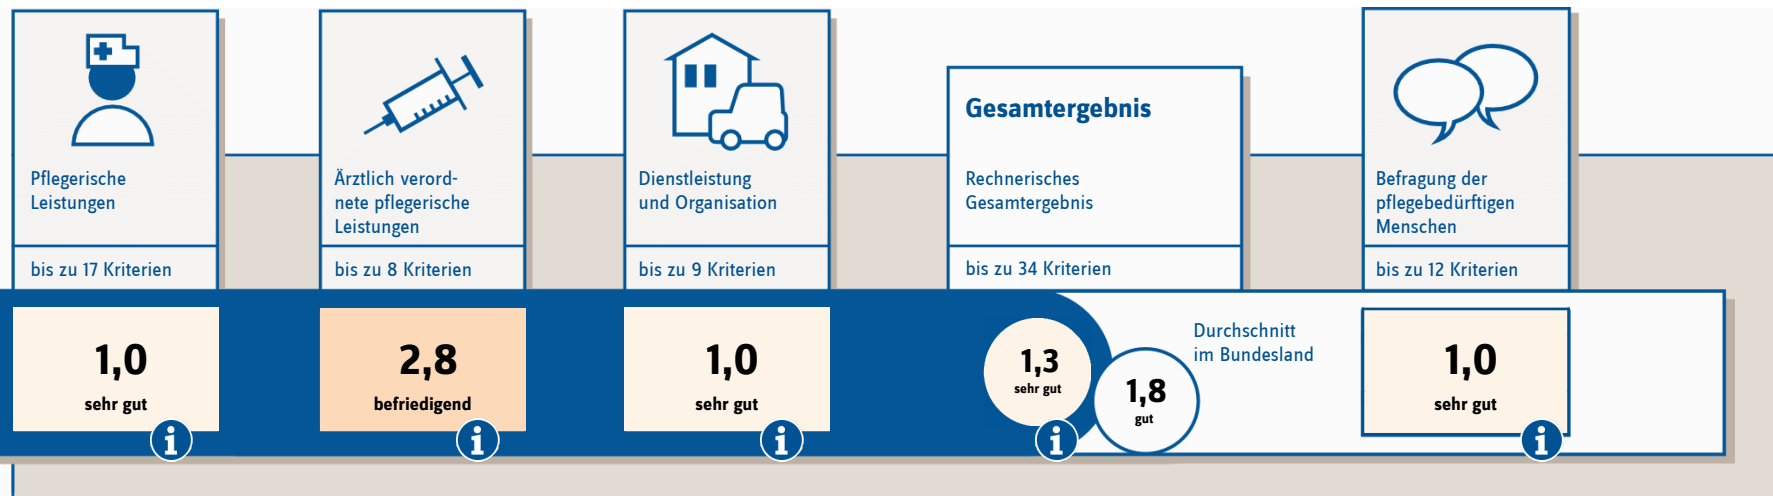 Pflegerische
Leistungen
bis zu 17 Kriterien
1,0
sehr gut
i
Ärztlich verord-
nete pflegerische
Leistungen
bis zu 8 Kriterien
2,8
befriedigend
i
Dienstleistung
und Organisation
bis zu 9 Kriterien
1,0
sehr gut
i
Gesamtergebnis
Rechnerisches
Gesamtergebnis
bis zu 34 Kriterien
1,3
sehr gut
i
Durchschnitt
im Bundesland
1,8
gut
Befragung der
pflegebedürftigen
Menschen
bis zu 12 Kriterien
1,0
sehr gut
i